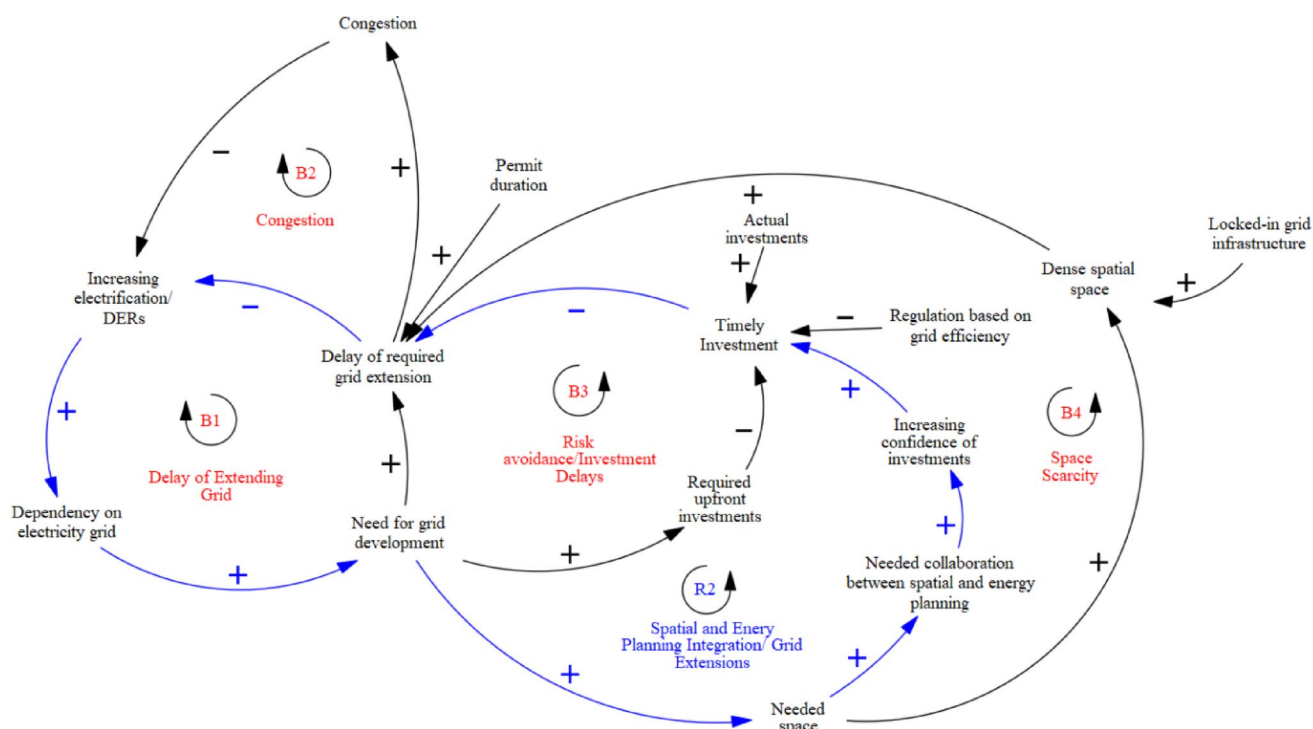 Congestion
−
B2
Congestion
+
Permit
duration
+
+
Actual
investments
+
Locked-in grid
infrastructure
+
Dense spatial
space
Increasing
electrification/
DERs
−
Delay of required
grid extension
−
Timely
Investment
−
Regulation based on
grid efficiency
+
B1
Delay of Extending
Grid
+
B3
Risk
avoidance/Investment
Delays
−
Required
upfront
investments
+
Increasing
confidence of
investments
B4
Space
Scarcity
Dependency on
electricity grid
+
Need for grid
development
+
+
Needed collaboration
between spatial and energy
planning
+
R2
Spatial and Enery
Planning Integration/ Grid
Extensions
+
+
Needed
space